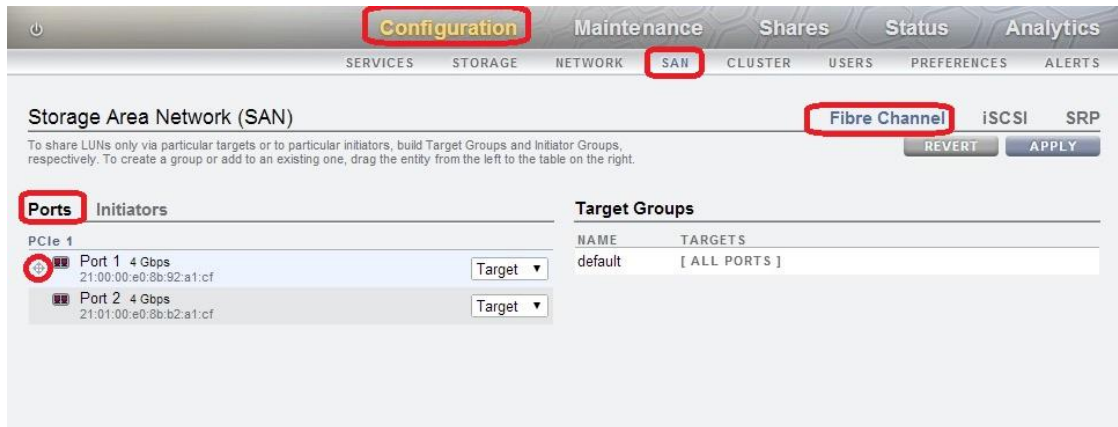 Configuration Maintenance Shares Status Analytics
SERVICES STORAGE NETWORK SAN CLUSTER USERS PREFERENCES ALERTS
Storage Area Network (SAN)
Fibre Channel iSCSI SRP
To share LUNs only via particular targets or to particular initiators, build Target Groups and Initiator Groups,
respectively. To create a group or add to an existing one, drag the entity from the left to the table on the right.
REVERT APPLY
Ports Initiators
PCIe 1
Port 1 4 Gbps
21:00:00:e0:8b:92:a1:cf
Target
Port 2 4 Gbps
21:01:00:e0:8b:b2:a1:cf
Target
Target Groups
NAME TARGETS
default [ ALL PORTS ]